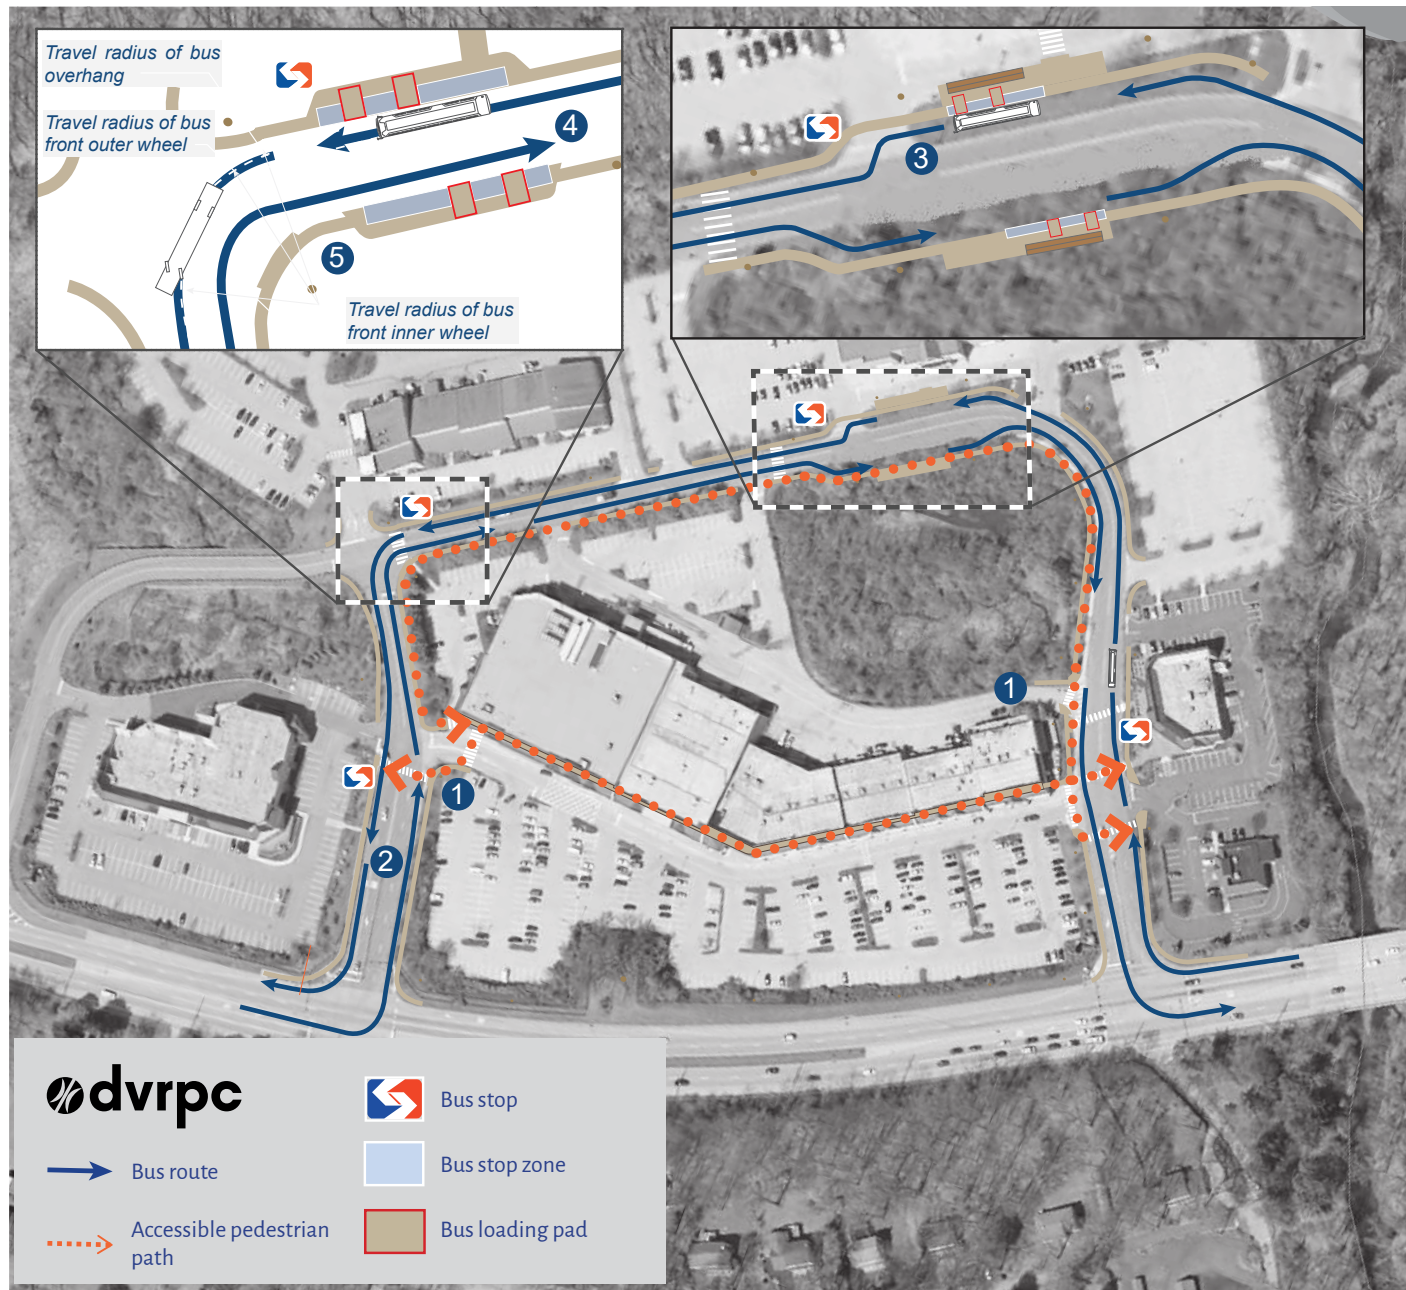 Travel radius of bus
overhang
Travel radius of bus
front outer wheel
4
5
Travel radius of bus
front inner wheel
3
1
1
2
dvrpc
Bus route
Accessible pedestrian
path
Bus stop
Bus stop zone
Bus loading pad